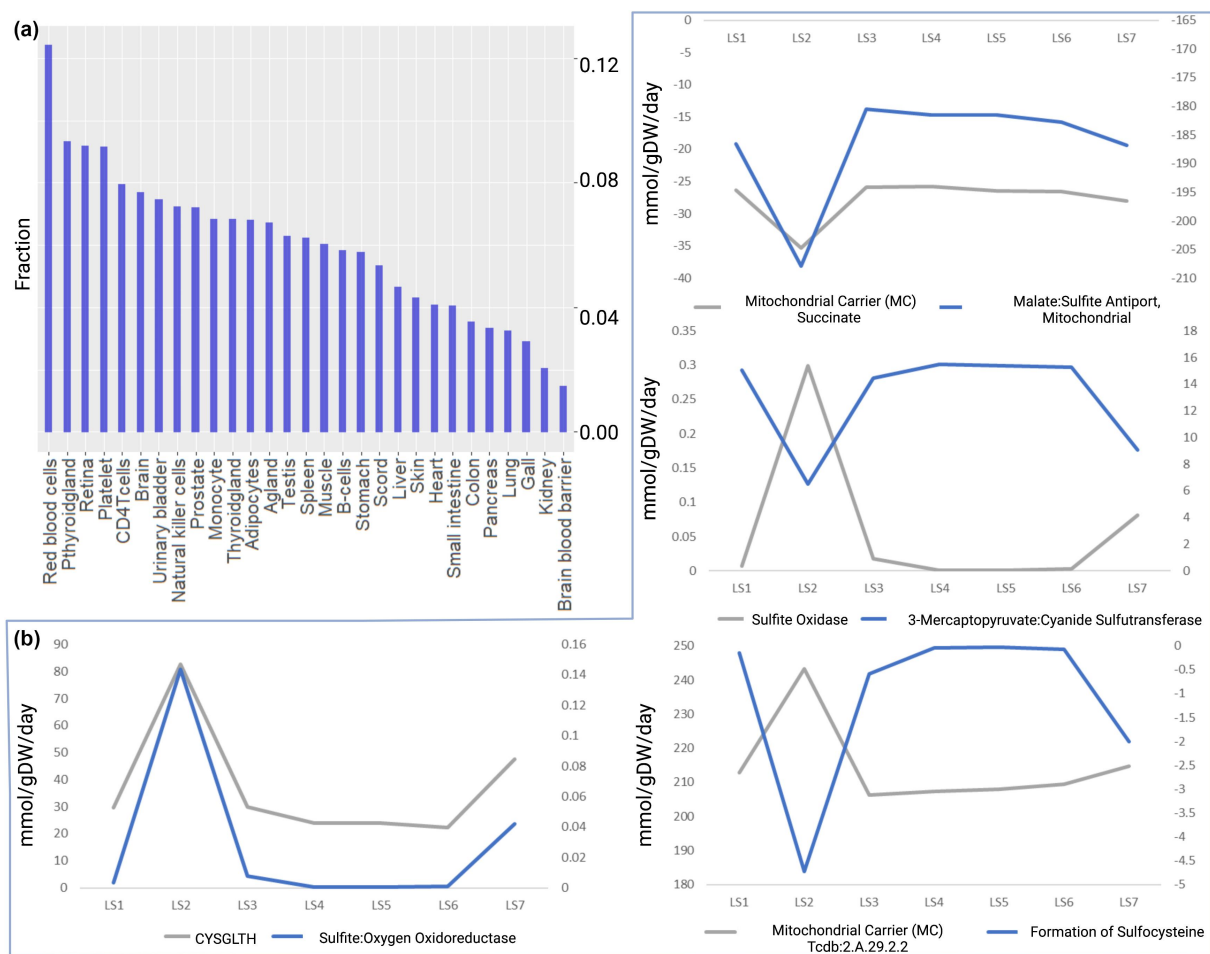 (a)
Fraction
0.12
0.08
0.04
0.00
Red blood cells
Pthyroidgland
Retina
Platelet
CD4Tcells
Brain
Urinary bladder
Natural killer cells
Prostate
Monocyte
Thyroidgland
Adipocytes
Agland
Testis
Spleen
Muscle
B-cells
Stomach
Scord
Liver
Skin
Heart
Small intestine
Colon
Pancreas
Lung
Gall
Kidney
Brain blood barrier
(b)
mmol/gDW/day
90
80
70
60
50
40
30
20
10
0
0.16
0.14
0.12
0.1
0.08
0.06
0.04
0.02
0
LS1 LS2 LS3 LS4 LS5 LS6 LS7
CYSGLTH Sulfite:Oxygen Oxidoreductase
mmol/gDW/day
0
-5
-10
-15
-20
-25
-30
-35
-40
-165
-170
-175
-180
-185
-190
-195
-200
-205
-210
LS1 LS2 LS3 LS4 LS5 LS6 LS7
Mitochondrial Carrier (MC)
Succinate
Malate:Sulfite Antiport,
Mitochondrial
mmol/gDW/day
0.35
0.3
0.25
0.2
0.15
0.1
0.05
0
18
16
14
12
10
8
6
4
2
0
LS1 LS2 LS3 LS4 LS5 LS6 LS7
Sulfite Oxidase 3-Mercaptopyruvate:Cyanide Sulfutransferase
mmol/gDW/day
250
240
230
220
210
200
190
180
0
-0.5
-1
-1.5
-2
-2.5
-3
-3.5
-4
-4.5
-5
LS1 LS2 LS3 LS4 LS5 LS6 LS7
Mitochondrial Carrier (MC)
Tcdb:2.A.29.2.2
Formation of Sulfocysteine